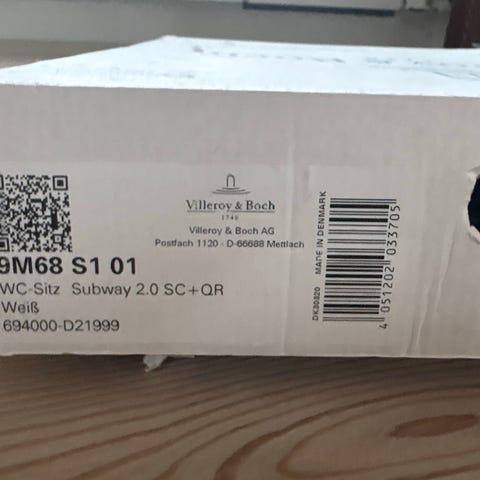 Villeroy & Boch
1748
Villeroy & Boch AG
Postfach 1120 - D-66688 Mettlach
9M68 S1 01
WC-Sitz Subway 2.0 SC+QR
Weiß
694000-D21999
DK30320 MADE IN DENMARK
4 051202 033705